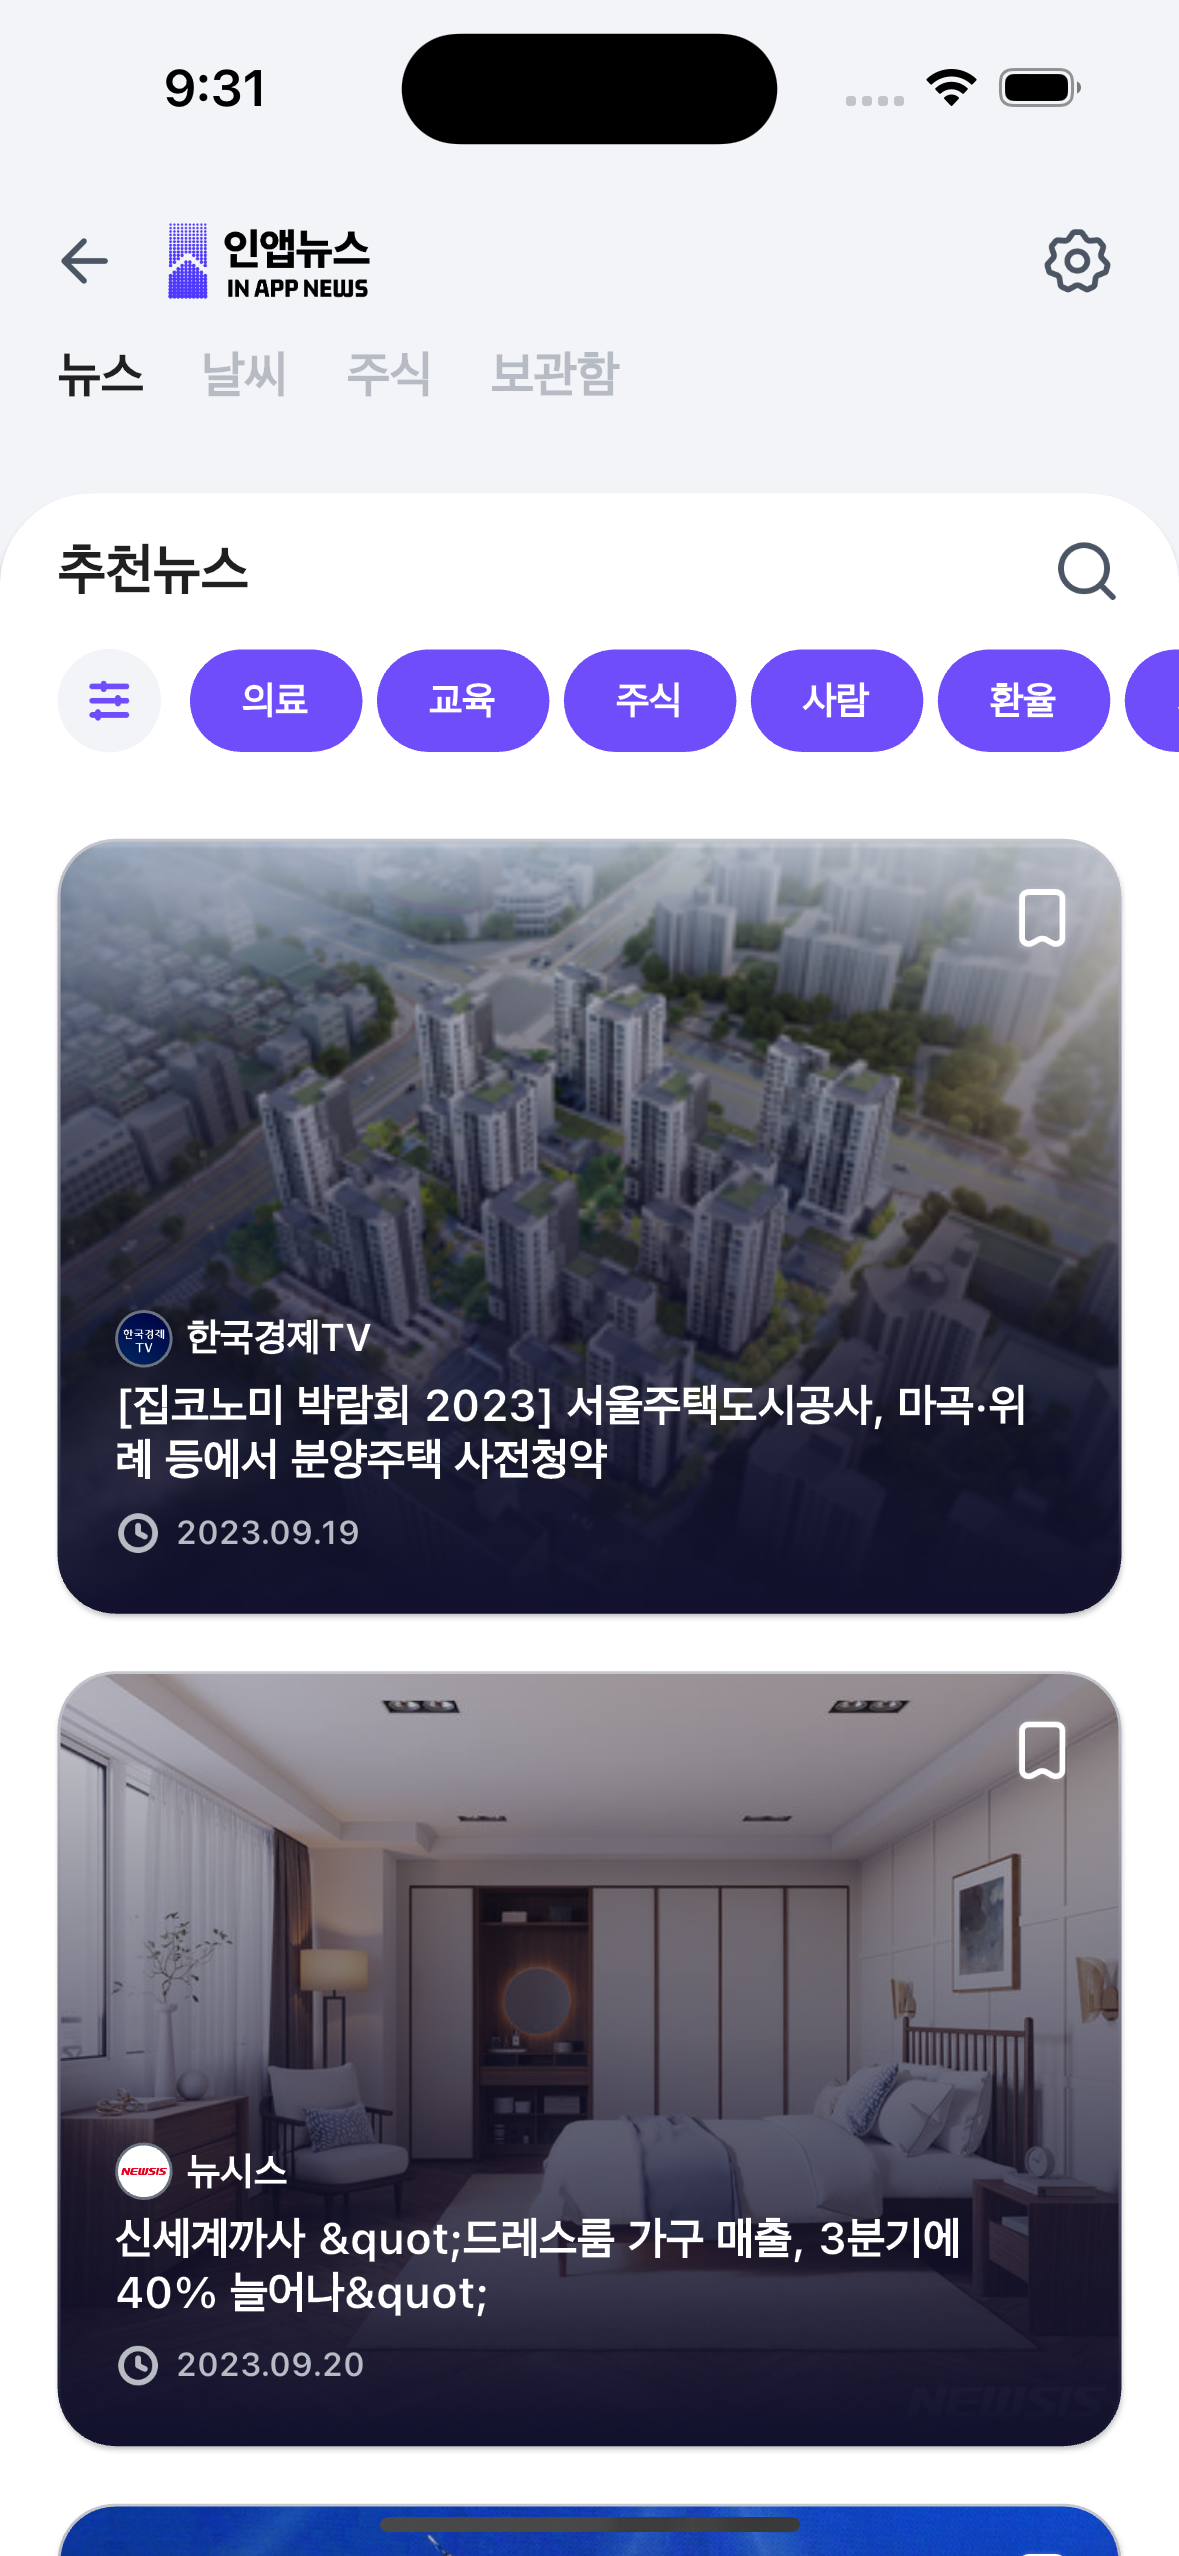 9:31
인앱뉴스
IN APP NEWS
뉴스 날씨 주식 보관함
추천뉴스
의료 교육 주식 사람 환율
한국경제 TV
한국경제TV
[집코노미 박람회 2023] 서울주택도시공사, 마곡·위
례 등에서 분양주택 사전청약
2023.09.19
NEWSIS
뉴시스
신세계까사 &quot;드레스룸 가구 매출, 3분기에
40% 늘어나&quot;
2023.09.20
NEWSIS